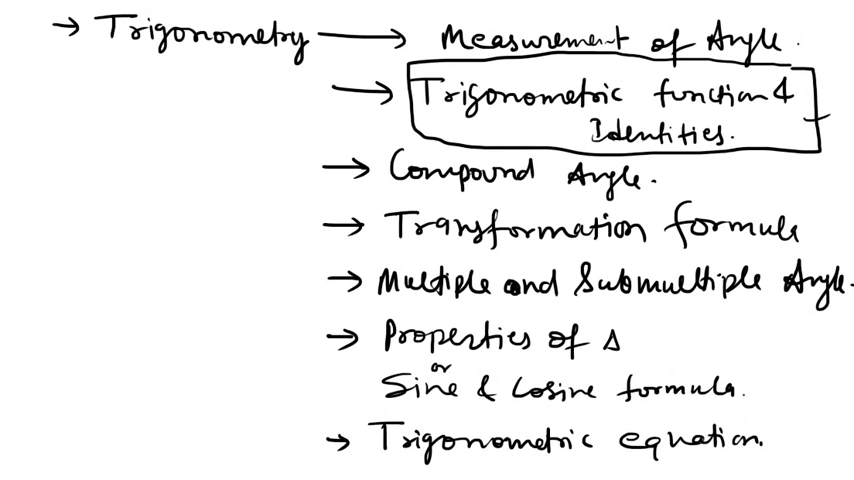 → Trigonometry → Measurement of Angle.
→ Trigonometric function &
Identities.
→ Compound Angle.
→ Transformation formula
→ Multiple and Submultiple Angle.
→ Properties of Δ
or
Sine & Cosine formula.
→ Trigonometric equation.